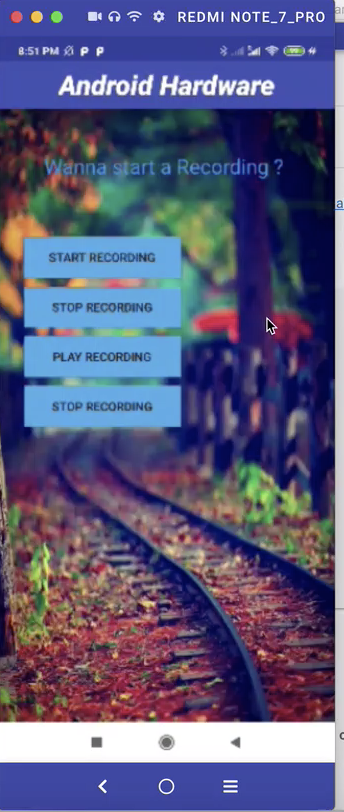 REDMI NOTE_7_PRO
8:51 PM
Android Hardware
Wanna start a Recording ?
START RECORDING
STOP RECORDING
PLAY RECORDING
STOP RECORDING